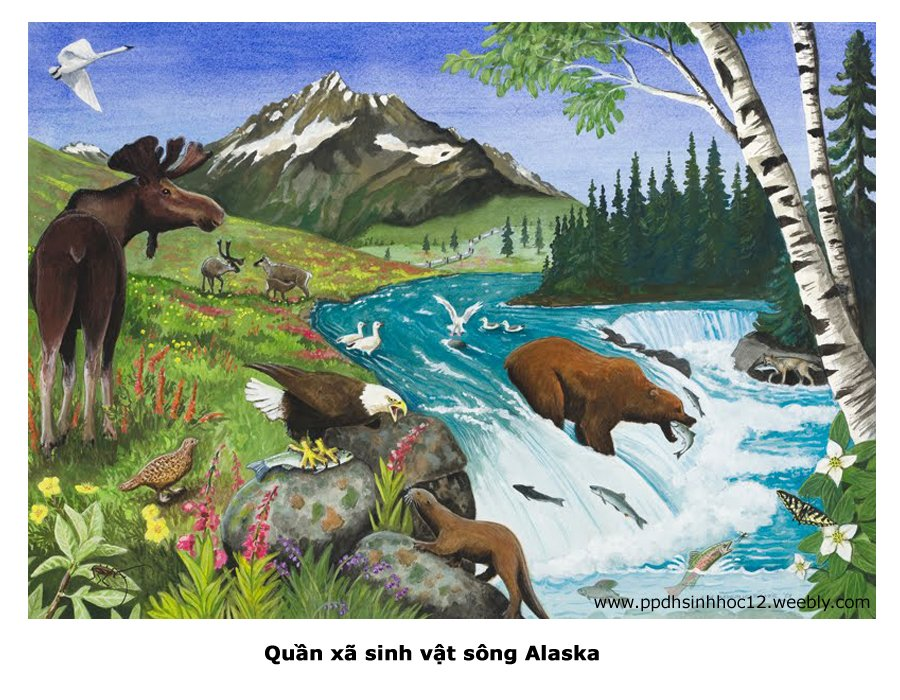 www.ppdhsinhhoc12.weebly.com
Quần xã sinh vật sông Alaska